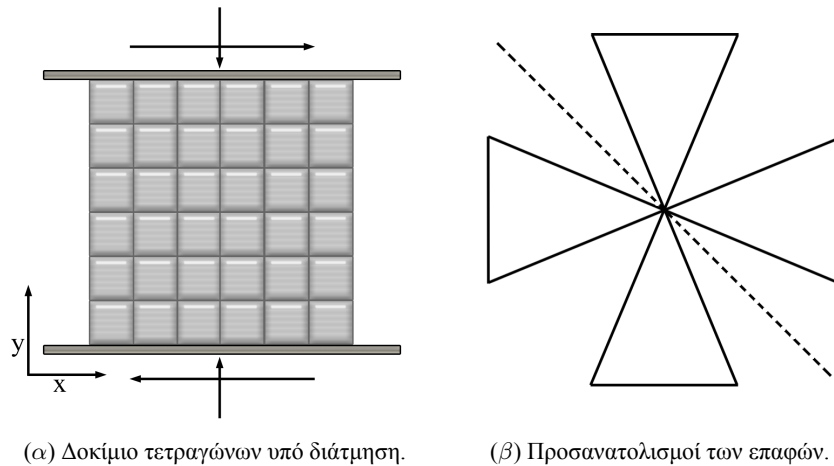 y
x
(α) Δοκίμιο τετραγώνων υπό διάτμηση.
(β) Προσανατολισμοί των επαφών.